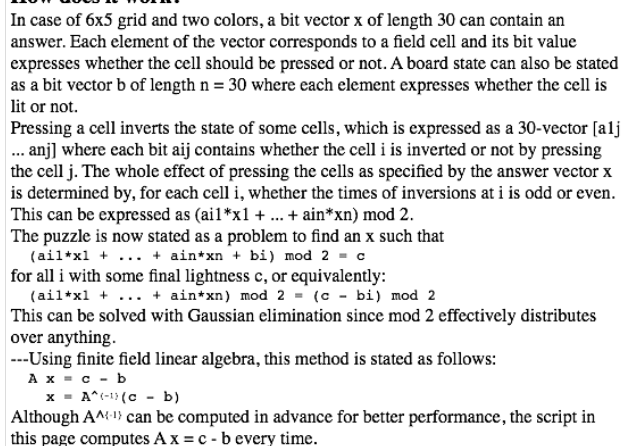 In case of 6x5 grid and two colors, a bit vector x of length 30 can contain an
answer. Each element of the vector corresponds to a field cell and its bit value
expresses whether the cell should be pressed or not. A board state can also be stated
as a bit vector b of length n = 30 where each element expresses whether the cell is
lit or not.
Pressing a cell inverts the state of some cells, which is expressed as a 30-vector [a1j
... anj] where each bit aij contains whether the cell i is inverted or not by pressing
the cell j. The whole effect of pressing the cells as specified by the answer vector x
is determined by, for each cell i, whether the times of inversions at i is odd or even.
This can be expressed as (ai1*x1 + ... + ain*xn) mod 2.
The puzzle is now stated as a problem to find an x such that
(ai1*x1 + ... + ain*xn + bi) mod 2 = c
for all i with some final lightness c, or equivalently:
(ai1*x1 + ... + ain*xn) mod 2 = (c - bi) mod 2
This can be solved with Gaussian elimination since mod 2 effectively distributes
over anything.
---Using finite field linear algebra, this method is stated as follows:
A x = c - b
x = A^{-1}(c - b)
Although A^{-1} can be computed in advance for better performance, the script in
this page computes A x = c - b every time.